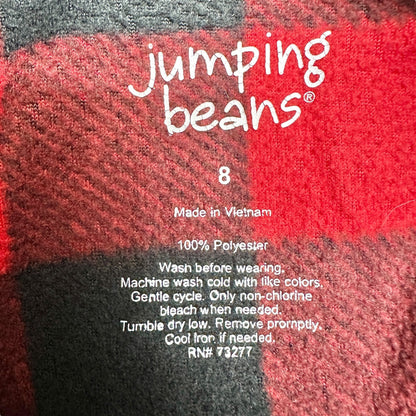 jumping
beans®
8
Made in Vietnam
100% Polyester
Wash before wearing.
Machine wash cold with like colors,
Gentle cycle. Only non-chlorine
bleach when needed.
Tumble dry low. Remove promptly.
Cool Iron if needed.
RN# 73277